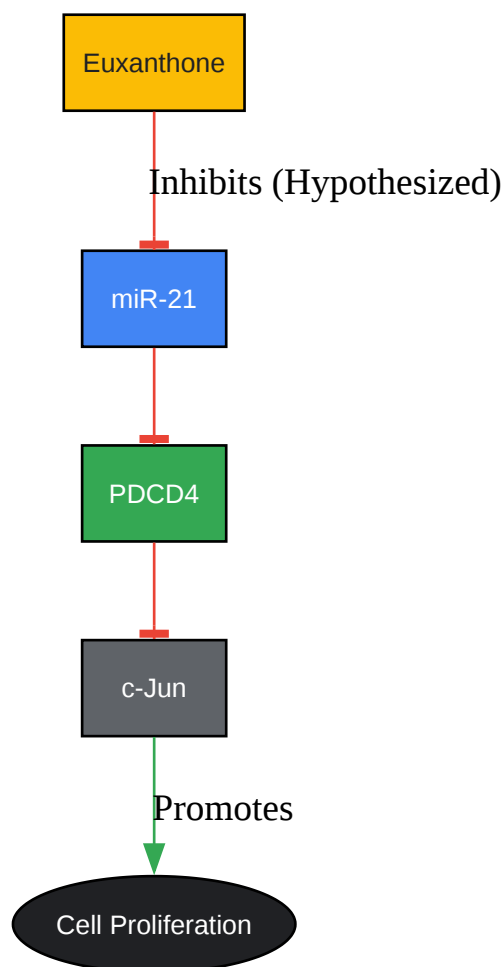 Euxanthone
Inhibits (Hypothesized)
miR-21
PDCD4
c-Jun
Promotes
Cell Proliferation